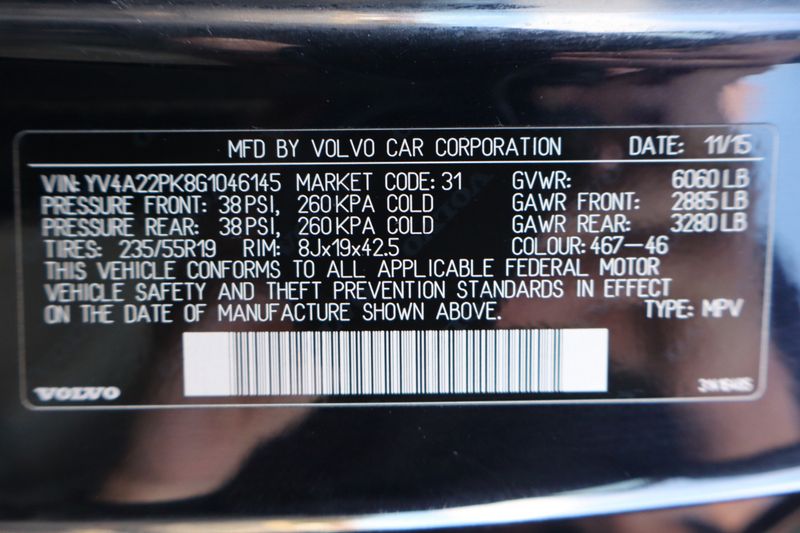 MFD BY VOLVO CAR CORPORATION DATE: 11/15
VIN: YV4A22PK8G1046145 MARKET CODE: 31 GVWR: 6060 LB
PRESSURE FRONT: 38 PSI, 260 KPA COLD GAWR FRONT: 2885 LB
PRESSURE REAR: 38 PSI, 260 KPA COLD GAWR REAR: 3280 LB
TIRES: 235/55R19 RIM: 8Jx19x42.5 COLOUR: 467-46
THIS VEHICLE CONFORMS TO ALL APPLICABLE FEDERAL MOTOR
VEHICLE SAFETY AND THEFT PREVENTION STANDARDS IN EFFECT
ON THE DATE OF MANUFACTURE SHOWN ABOVE. TYPE: MPV
VOLVO